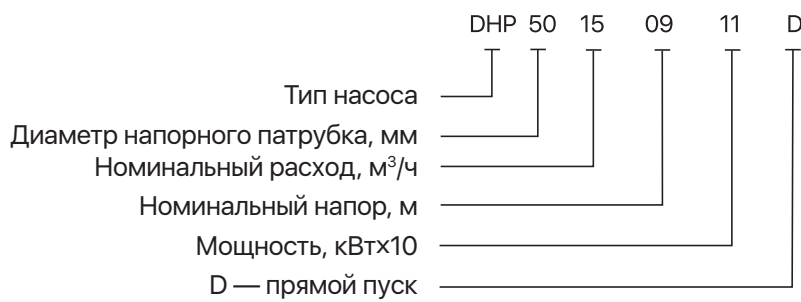 DHP 50 15 09 11 D
Тип насоса
Диаметр напорного патрубка, мм
Номинальный расход, м³/ч
Номинальный напор, м
Мощность, кВт×10
D — прямой пуск